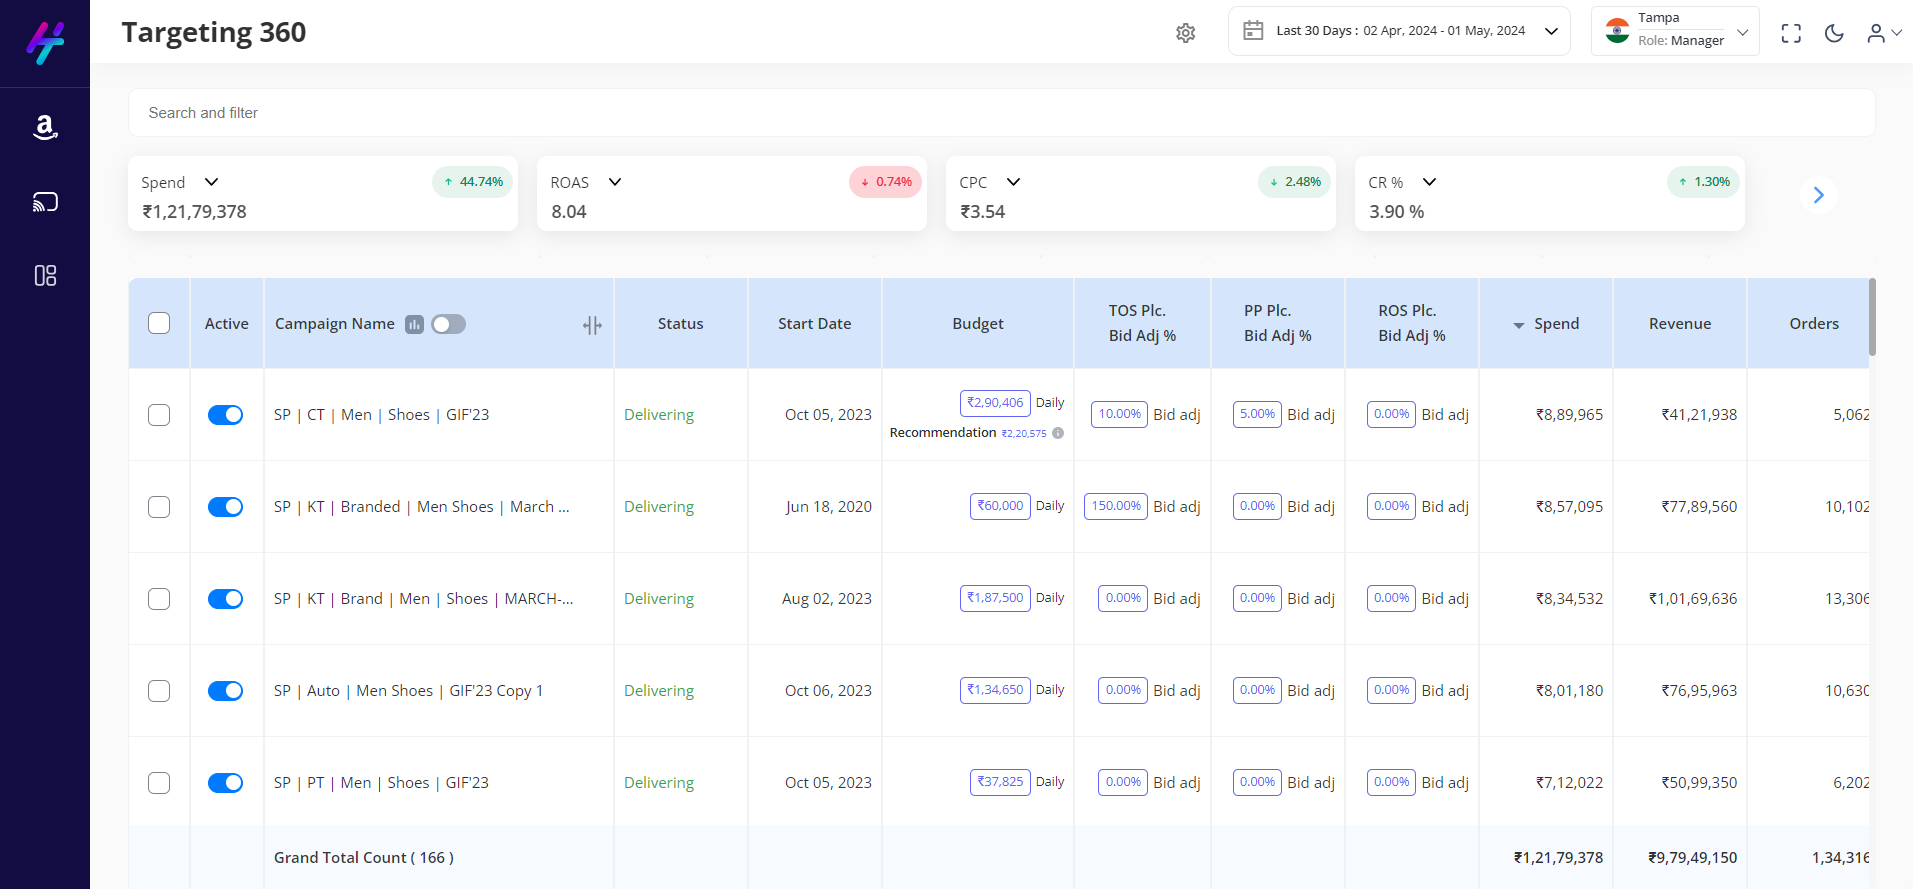 Targeting 360
Last 30 Days : 02 Apr, 2024 - 01 May, 2024
Tampa
Role: Manager
Search and filter
Spend ↑ 44.74%
₹1,21,79,378
ROAS ↓ 0.74%
8.04
CPC ↓ 2.48%
₹3.54
CR % ↑ 1.30%
3.90 %
Active Campaign Name Status Start Date Budget TOS Plc. Bid Adj % PP Plc. Bid Adj % ROS Plc. Bid Adj % Spend Revenue Orders
SP | CT | Men | Shoes | GIF'23 Delivering Oct 05, 2023 ₹2,90,406 Daily 10.00% Bid adj 5.00% Bid adj 0.00% Bid adj ₹8,89,965 ₹41,21,938 5,062
Recommendation ₹2,20,575
SP | KT | Branded | Men Shoes | March ... Delivering Jun 18, 2020 ₹60,000 Daily 150.00% Bid adj 0.00% Bid adj 0.00% Bid adj ₹8,57,095 ₹77,89,560 10,102
SP | KT | Brand | Men | Shoes | MARCH-... Delivering Aug 02, 2023 ₹1,87,500 Daily 0.00% Bid adj 0.00% Bid adj 0.00% Bid adj ₹8,34,532 ₹1,01,69,636 13,306
SP | Auto | Men Shoes | GIF'23 Copy 1 Delivering Oct 06, 2023 ₹1,34,650 Daily 0.00% Bid adj 0.00% Bid adj 0.00% Bid adj ₹8,01,180 ₹76,95,963 10,630
SP | PT | Men | Shoes | GIF'23 Delivering Oct 05, 2023 ₹37,825 Daily 0.00% Bid adj 0.00% Bid adj 0.00% Bid adj ₹7,12,022 ₹50,99,350 6,202
Grand Total Count ( 166 ) ₹1,21,79,378 ₹9,79,49,150 1,34,316